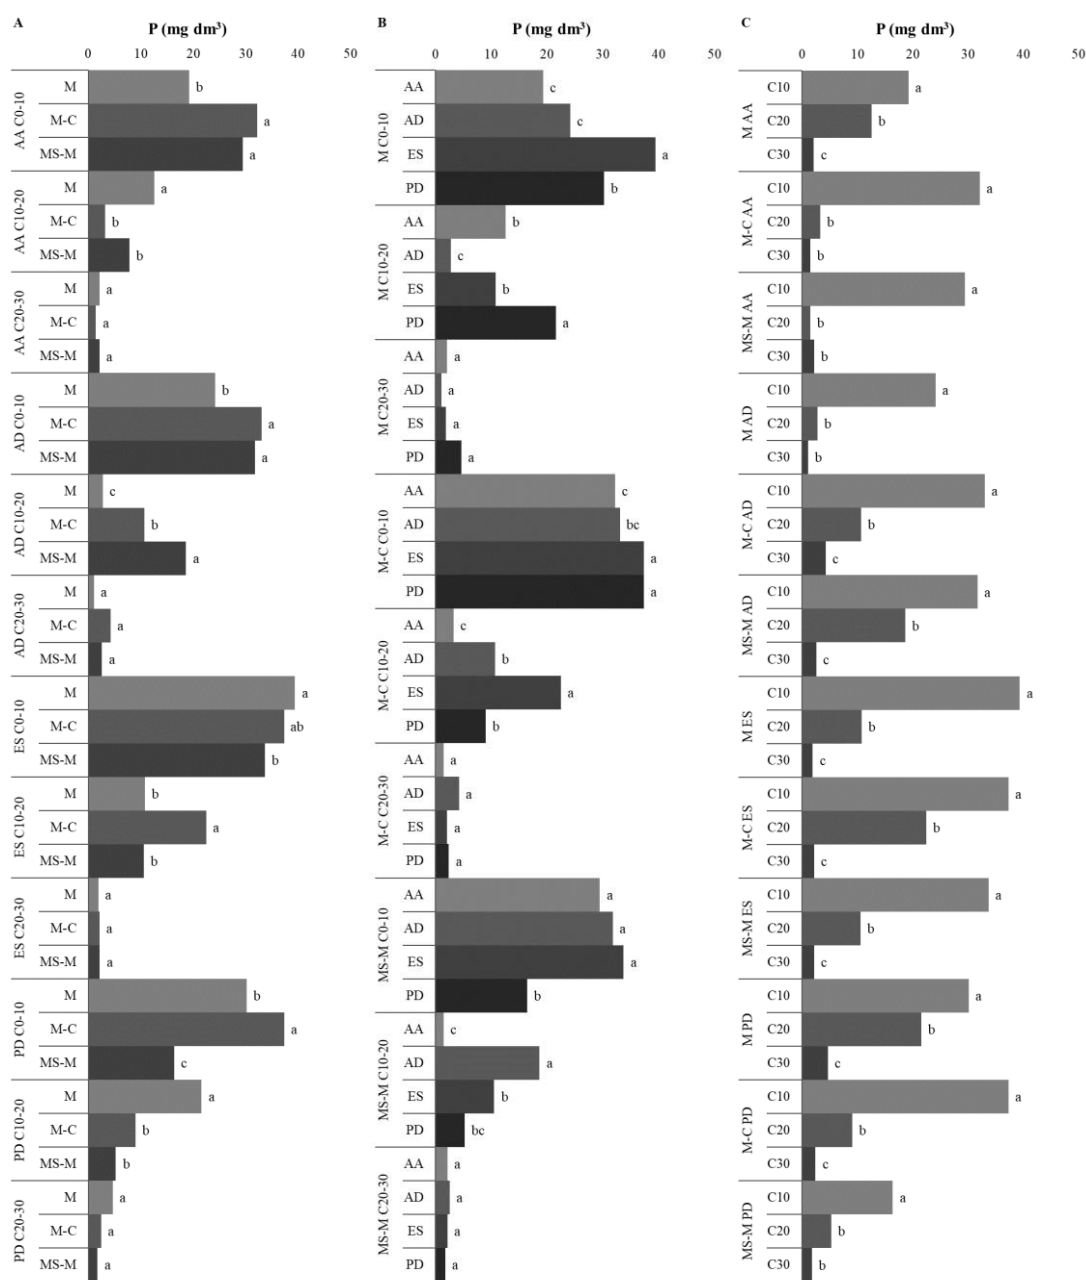 A
P (mg dm³)
0 10 20 30 40 50
AA C0-10
M b
M-C a
MS-M a
AA C10-20
M a
M-C b
MS-M b
AA C20-30
M a
M-C a
MS-M a
AD C0-10
M b
M-C a
MS-M a
AD C10-20
M c
M-C b
MS-M a
AD C20-30
M a
M-C a
MS-M a
ES C0-10
M a
M-C ab
MS-M b
ES C10-20
M b
M-C a
MS-M b
ES C20-30
M a
M-C a
MS-M a
PD C0-10
M b
M-C a
MS-M c
PD C10-20
M a
M-C b
MS-M b
PD C20-30
M a
M-C a
MS-M a
B
P (mg dm³)
0 10 20 30 40 50
M C0-10
AA c
AD c
ES a
PD b
M C10-20
AA b
AD c
ES b
PD a
M C20-30
AA a
AD a
ES a
PD a
M-C C0-10
AA c
AD bc
ES a
PD a
M-C C10-20
AA c
AD b
ES a
PD b
M-C C20-30
AA a
AD a
ES a
PD a
MS-M C0-10
AA a
AD a
ES a
PD b
MS-M C10-20
AA c
AD a
ES b
PD bc
MS-M C20-30
AA a
AD a
ES a
PD a
C
P (mg dm³)
0 10 20 30 40 50
M AA
C10 a
C20 b
C30 c
M-C AA
C10 a
C20 b
C30 b
MS-M AA
C10 a
C20 b
C30 b
M AD
C10 a
C20 b
C30 b
M-C AD
C10 a
C20 b
C30 c
MS-M AD
C10 a
C20 b
C30 c
M ES
C10 a
C20 b
C30 c
M-C ES
C10 a
C20 b
C30 c
MS-M ES
C10 a
C20 b
C30 c
M PD
C10 a
C20 b
C30 c
M-C PD
C10 a
C20 b
C30 c
MS-M PD
C10 a
C20 b
C30 b